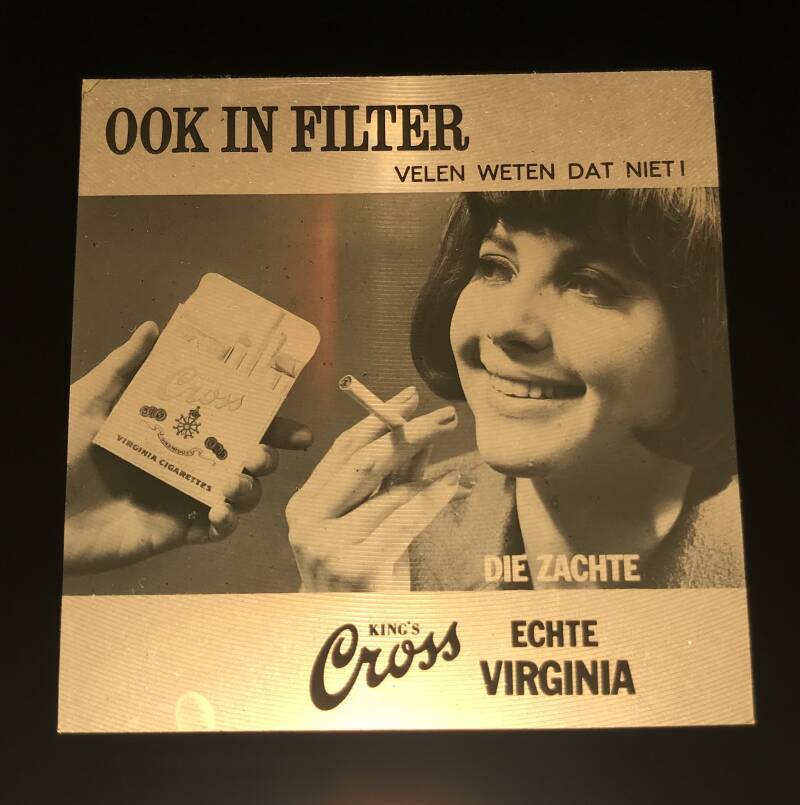 OOK IN FILTER
VELEN WETEN DAT NIET!
Cross
VIRGINIA CIGARETTES
DIE ZACHTE
KING'S
Cross
ECHTE
VIRGINIA